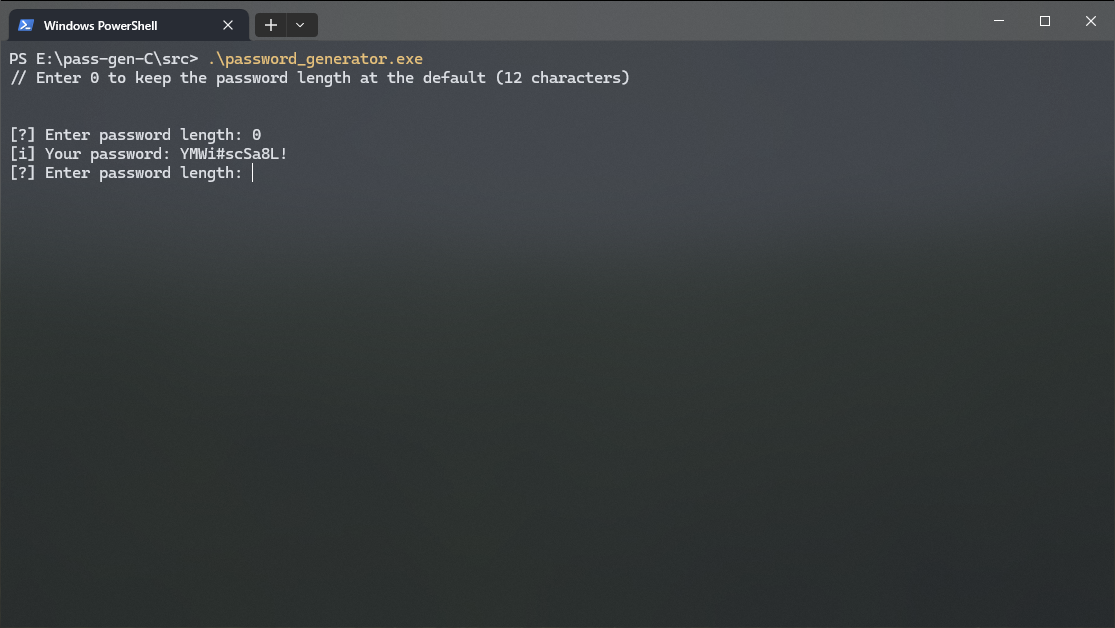 Windows PowerShell
PS E:\pass-gen-C\src> .\password_generator.exe
// Enter 0 to keep the password length at the default (12 characters)
[?] Enter password length: 0
[i] Your password: YMWi#scSa8L!
[?] Enter password length: